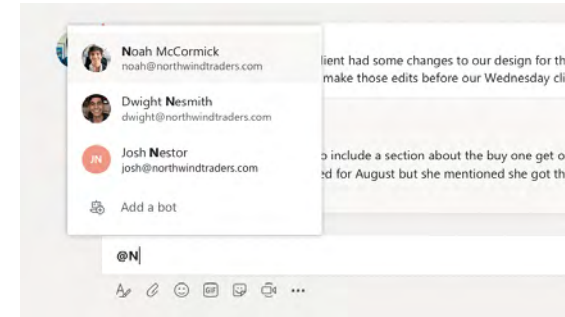 Noah McCormick
noah@northwindtraders.com
Dwight Nesmith
dwight@northwindtraders.com
JN
Josh Nestor
josh@northwindtraders.com
Add a bot
lient had some changes to our design for th
make those edits before our Wednesday cli
o include a section about the buy one get o
ed for August but she mentioned she got th
@N
GIF